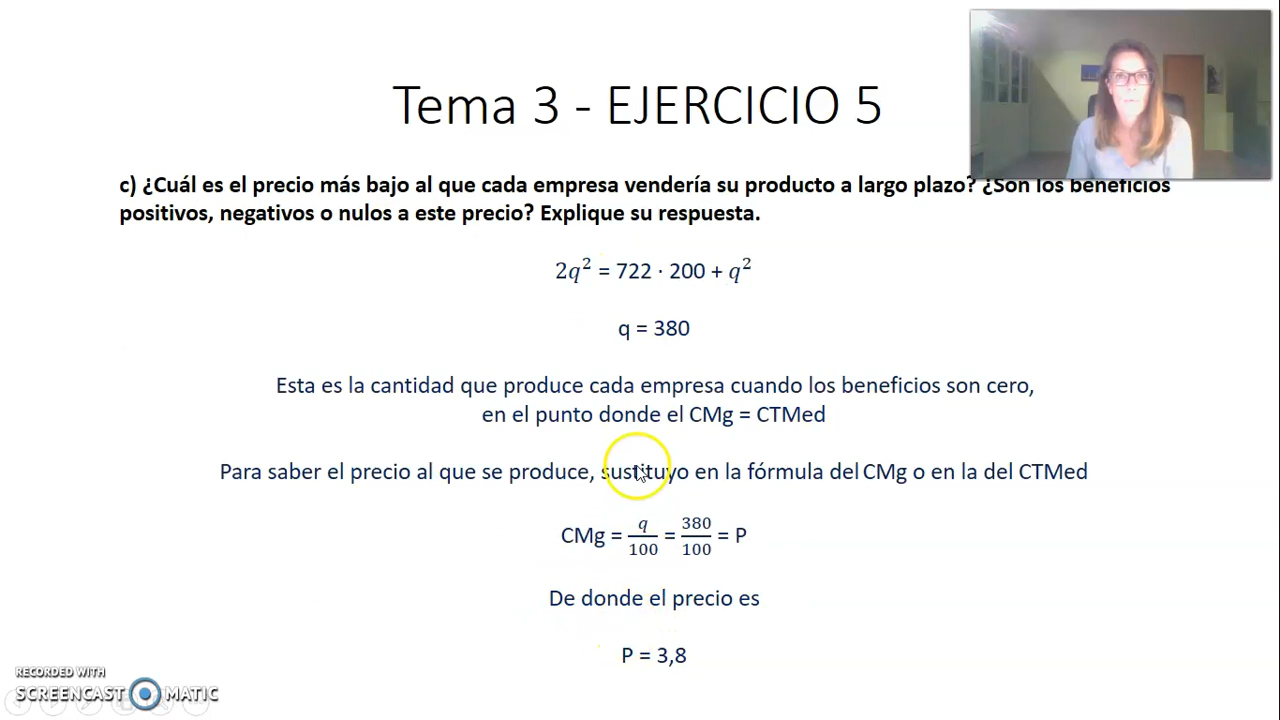 Tema 3 - EJERCICIO 5
c) ¿Cuál es el precio más bajo al que cada empresa vendería su producto a largo plazo? ¿Son los beneficios
positivos, negativos o nulos a este precio? Explique su respuesta.
2q² = 722 · 200 + q²
q = 380
Esta es la cantidad que produce cada empresa cuando los beneficios son cero,
en el punto donde el CMg = CTMed
Para saber el precio al que se produce, sustituyo en la fórmula del CMg o en la del CTMed
CMg = q/100 = 380/100 = P
De donde el precio es
P = 3,8
RECORDED WITH
SCREENCAST MATIC